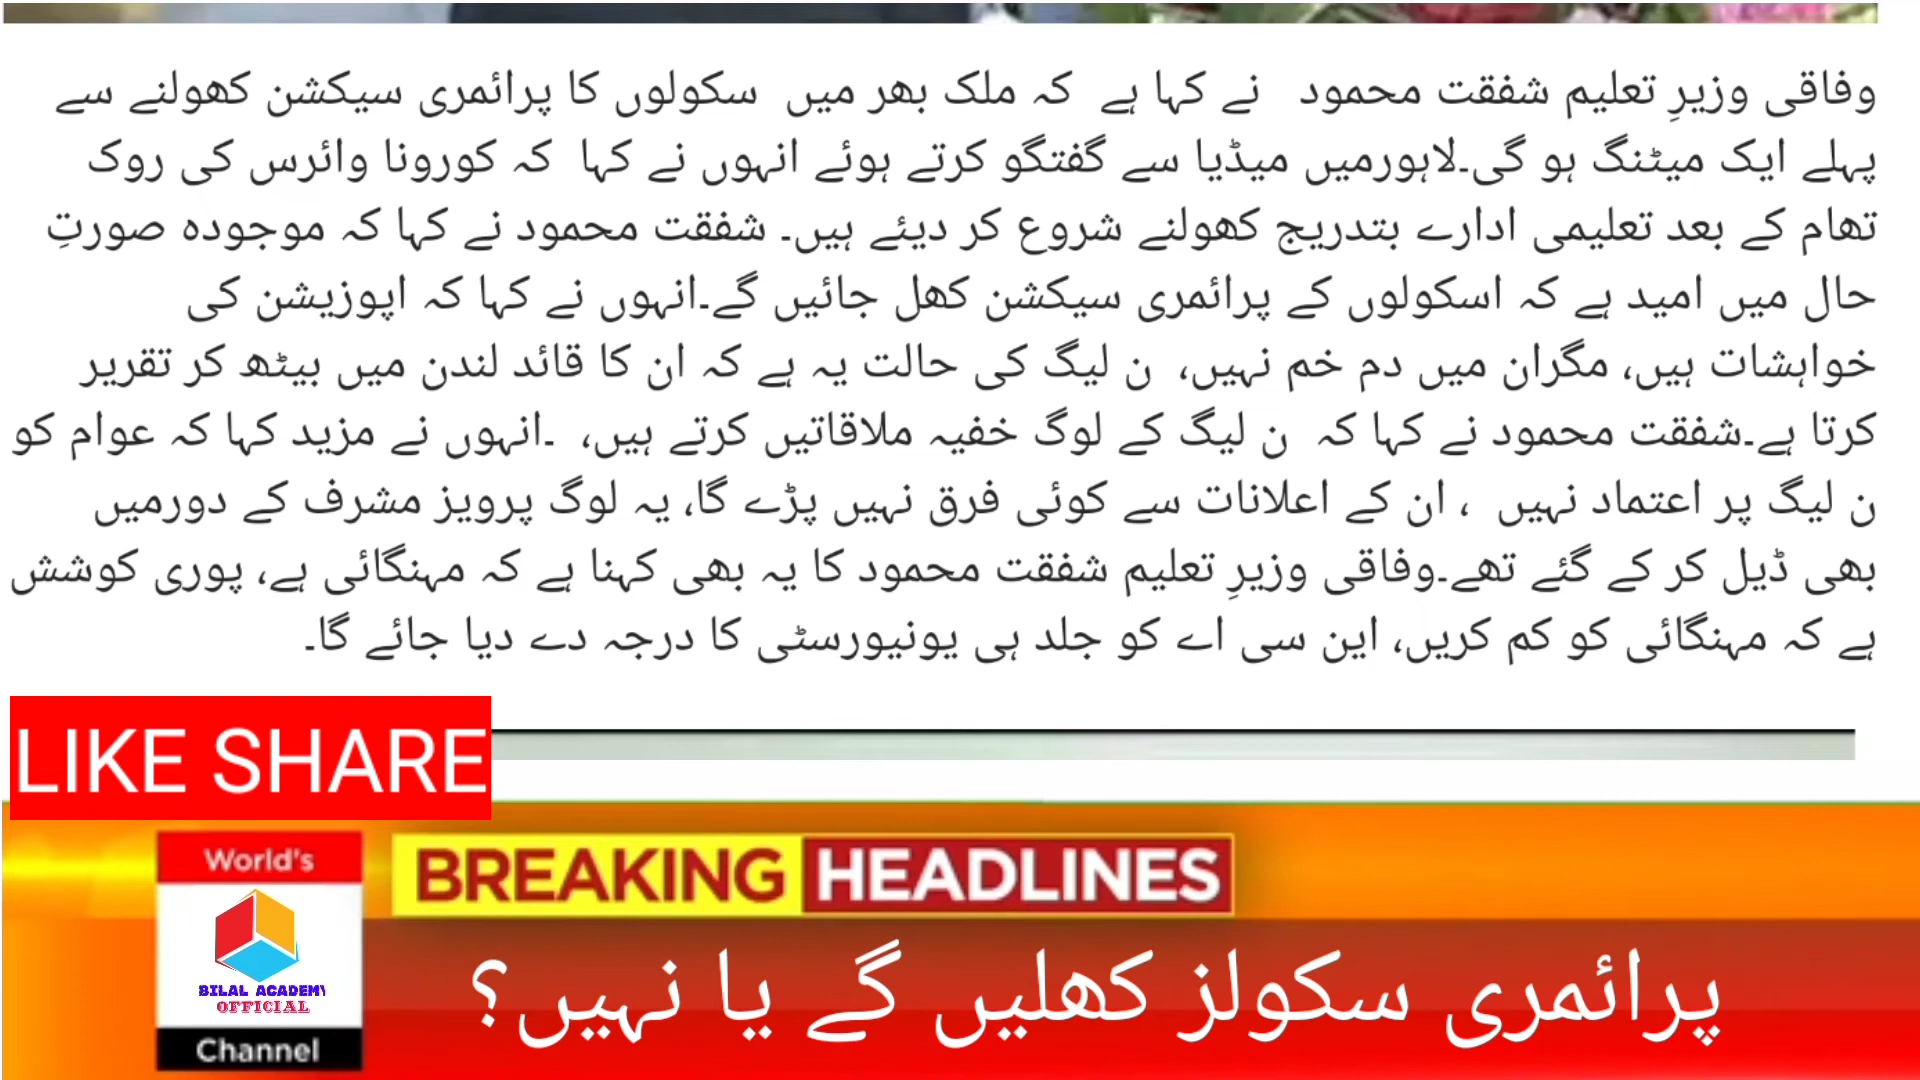 وفاقی وزیرِ تعلیم شفقت محمود نے کہا ہے کہ ملک بھر میں سکولوں کا پرائمری سیکشن کھولنے سے
پہلے ایک میٹنگ ہو گی۔لاہورمیں میڈیا سے گفتگو کرتے ہوئے انہوں نے کہا کہ کورونا وائرس کی روک
تھام کے بعد تعلیمی ادارے بتدریج کھولنے شروع کر دیئے ہیں۔ شفقت محمود نے کہا کہ موجودہ صورتِ
حال میں امید ہے کہ اسکولوں کے پرائمری سیکشن کھل جائیں گے۔انہوں نے کہا کہ اپوزیشن کی
خواہشات ہیں، مگران میں دم خم نہیں، ن لیگ کی حالت یہ ہے کہ ان کا قائد لندن میں بیٹھ کر تقریر
کرتا ہے۔شفقت محمود نے کہا کہ ن لیگ کے لوگ خفیہ ملاقاتیں کرتے ہیں، ۔انہوں نے مزید کہا کہ عوام کو
ن لیگ پر اعتماد نہیں ، ان کے اعلانات سے کوئی فرق نہیں پڑے گا، یہ لوگ پرویز مشرف کے دورمیں
بھی ڈیل کر کے گئے تھے۔وفاقی وزیرِ تعلیم شفقت محمود کا یہ بھی کہنا ہے کہ مہنگائی ہے، پوری کوشش
ہے کہ مہنگائی کو کم کریں، این سی اے کو جلد ہی یونیورسٹی کا درجہ دے دیا جائے گا۔
LIKE SHARE
World's
BILAL ACADEMY
OFFICIAL
Channel
BREAKING HEADLINES
پرائمری سکولز کھلیں گے یا نہیں؟